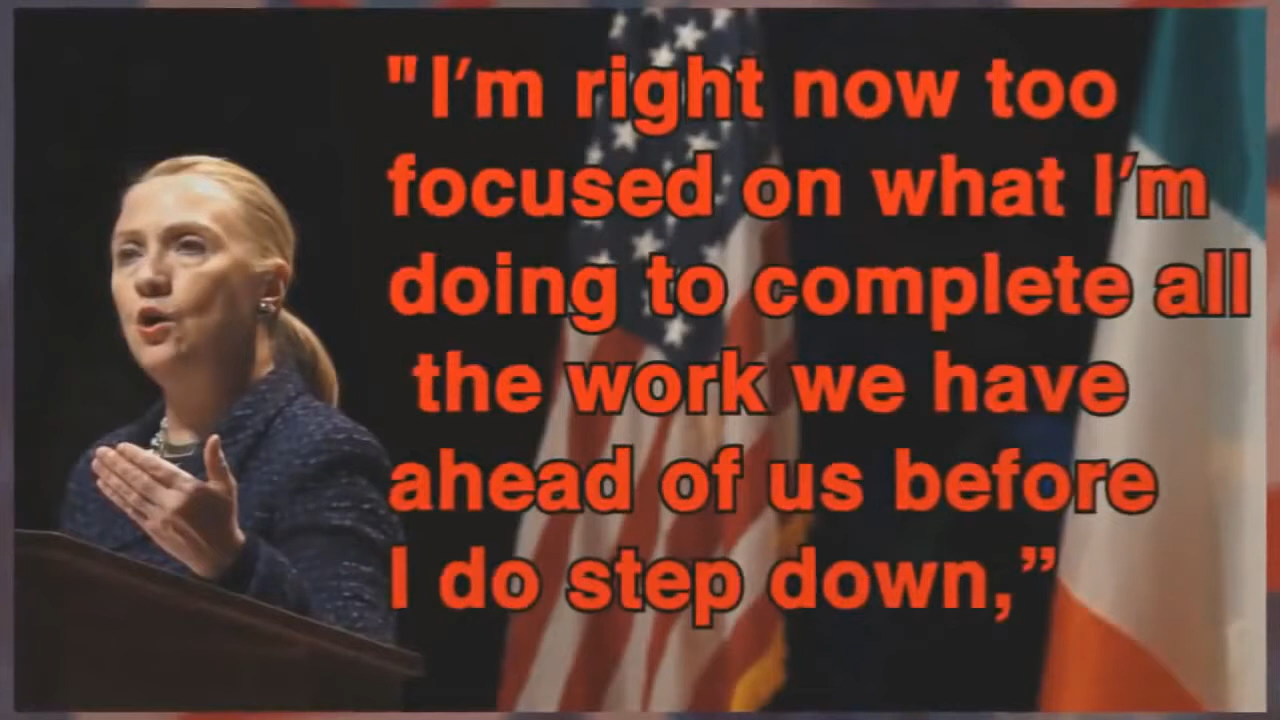 "I'm right now too
focused on what I'm
doing to complete all
the work we have
ahead of us before
I do step down,”